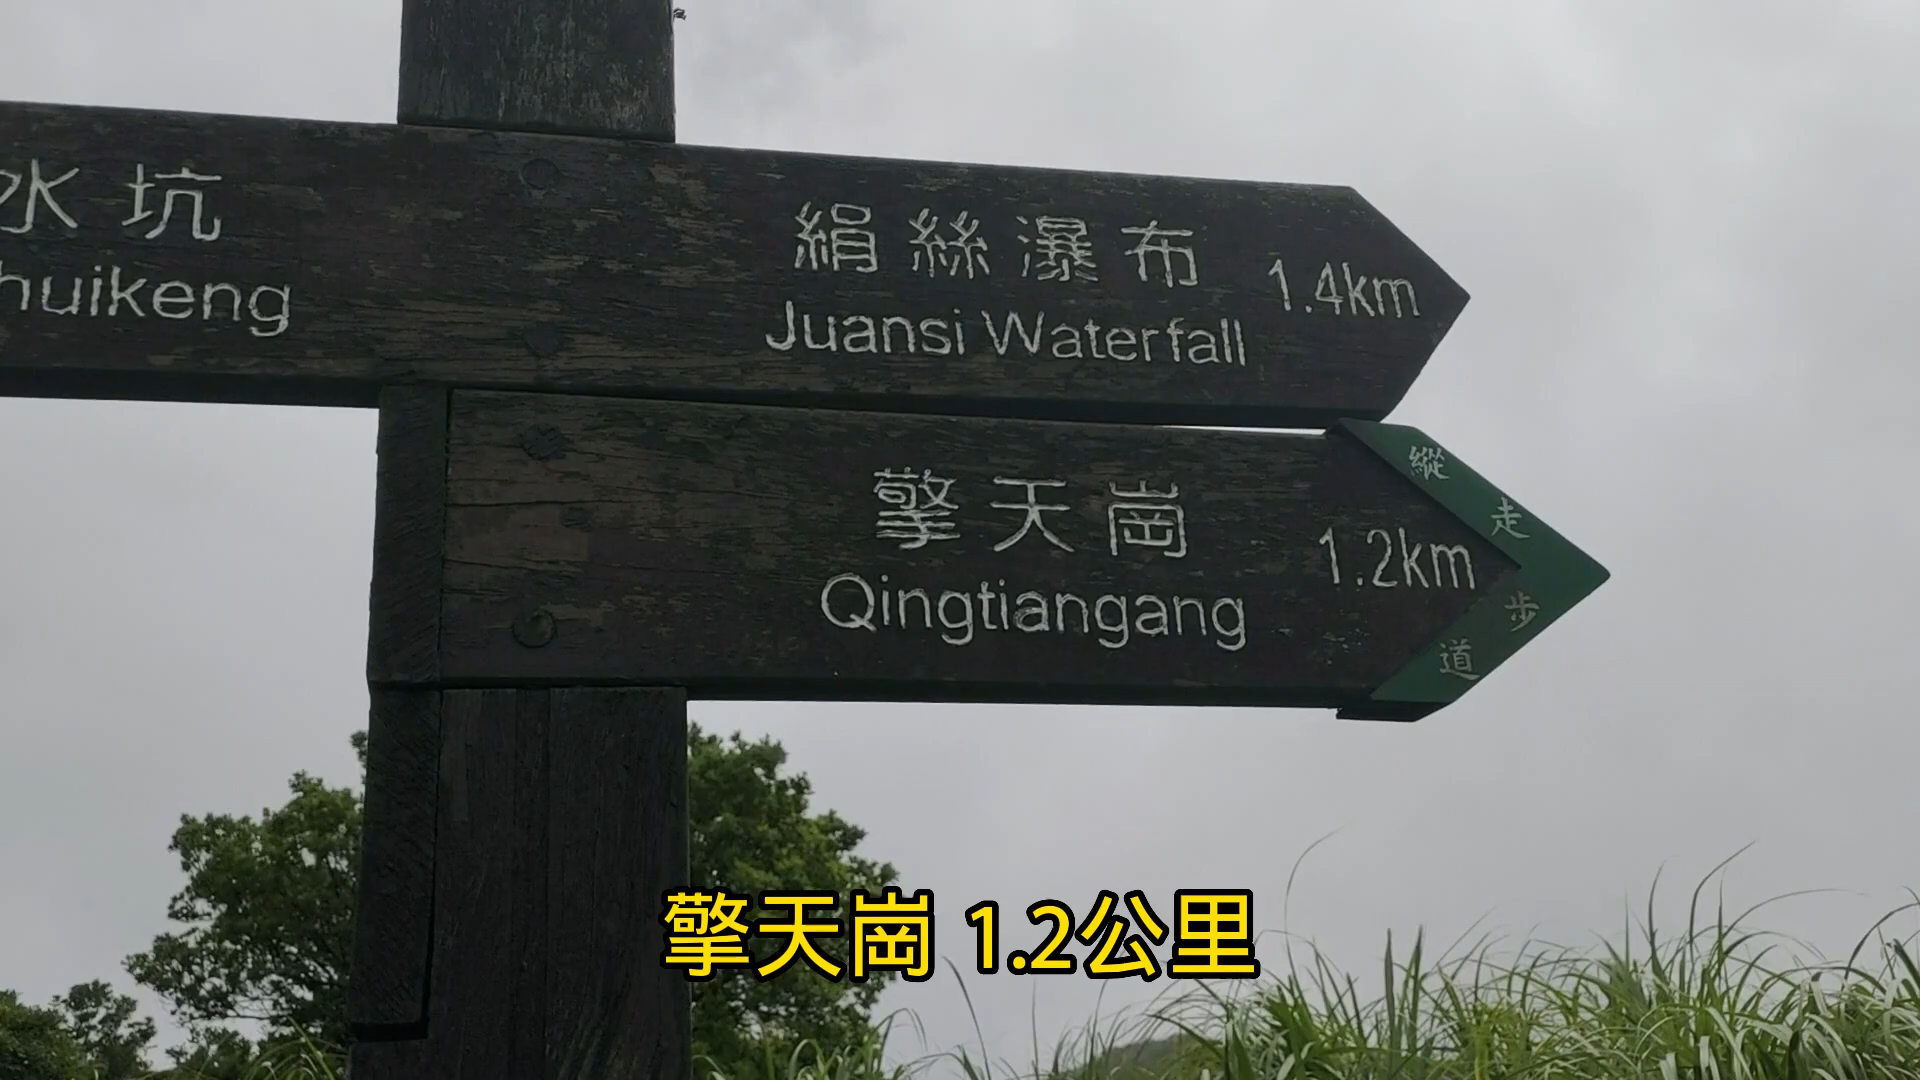 水坑
huikeng
絹絲瀑布
Juansi Waterfall
1.4km
擎天崗
Qingtiangang
1.2km
縱走步道
擎天崗 1.2公里